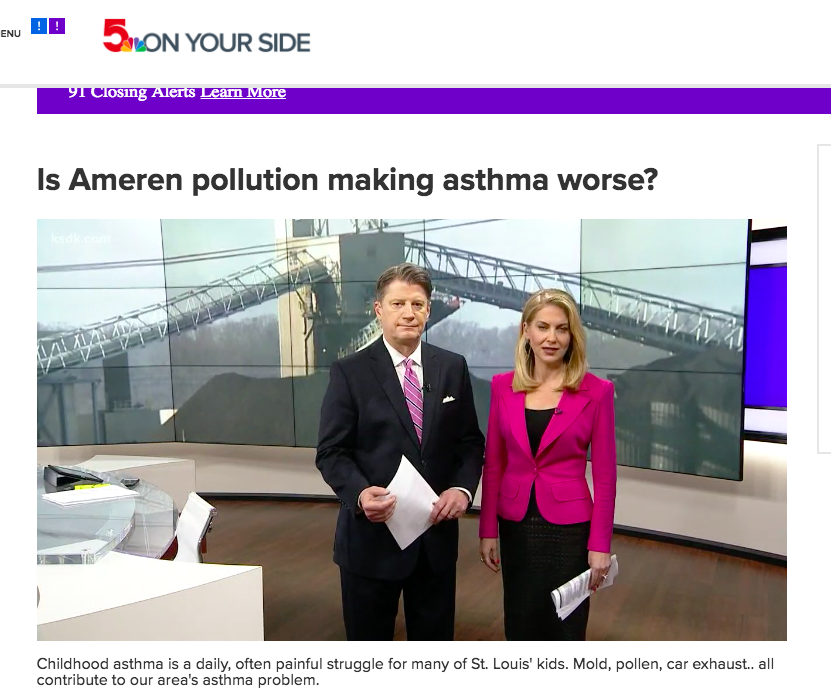 ENU
! !
5 ON YOUR SIDE
91 Closing Alerts Learn More
Is Ameren pollution making asthma worse?
ksdk.com
Childhood asthma is a daily, often painful struggle for many of St. Louis' kids. Mold, pollen, car exhaust.. all
contribute to our area's asthma problem.